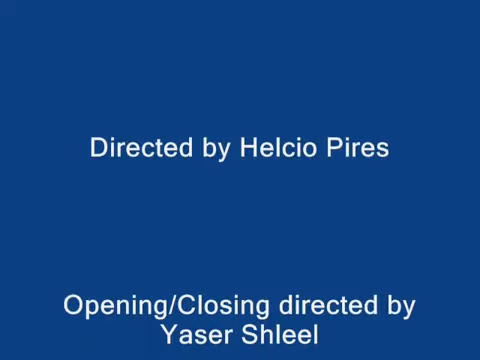 Directed by Helcio Pires
Opening/Closing directed by
Yaser Shleel